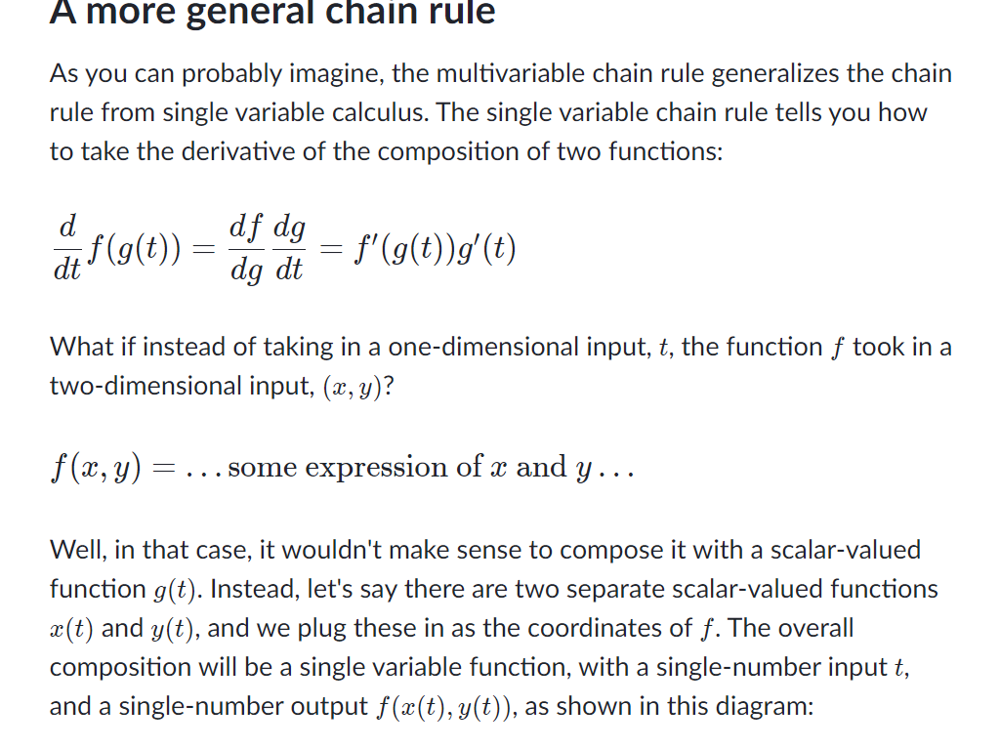 A more general chain rule
As you can probably imagine, the multivariable chain rule generalizes the chain
rule from single variable calculus. The single variable chain rule tells you how
to take the derivative of the composition of two functions:
d/dt f(g(t)) = df/dg dg/dt = f′(g(t))g′(t)
What if instead of taking in a one-dimensional input, t, the function f took in a
two-dimensional input, (x, y)?
f(x, y) = ... some expression of x and y ...
Well, in that case, it wouldn't make sense to compose it with a scalar-valued
function g(t). Instead, let's say there are two separate scalar-valued functions
x(t) and y(t), and we plug these in as the coordinates of f. The overall
composition will be a single variable function, with a single-number input t,
and a single-number output f(x(t), y(t)), as shown in this diagram: